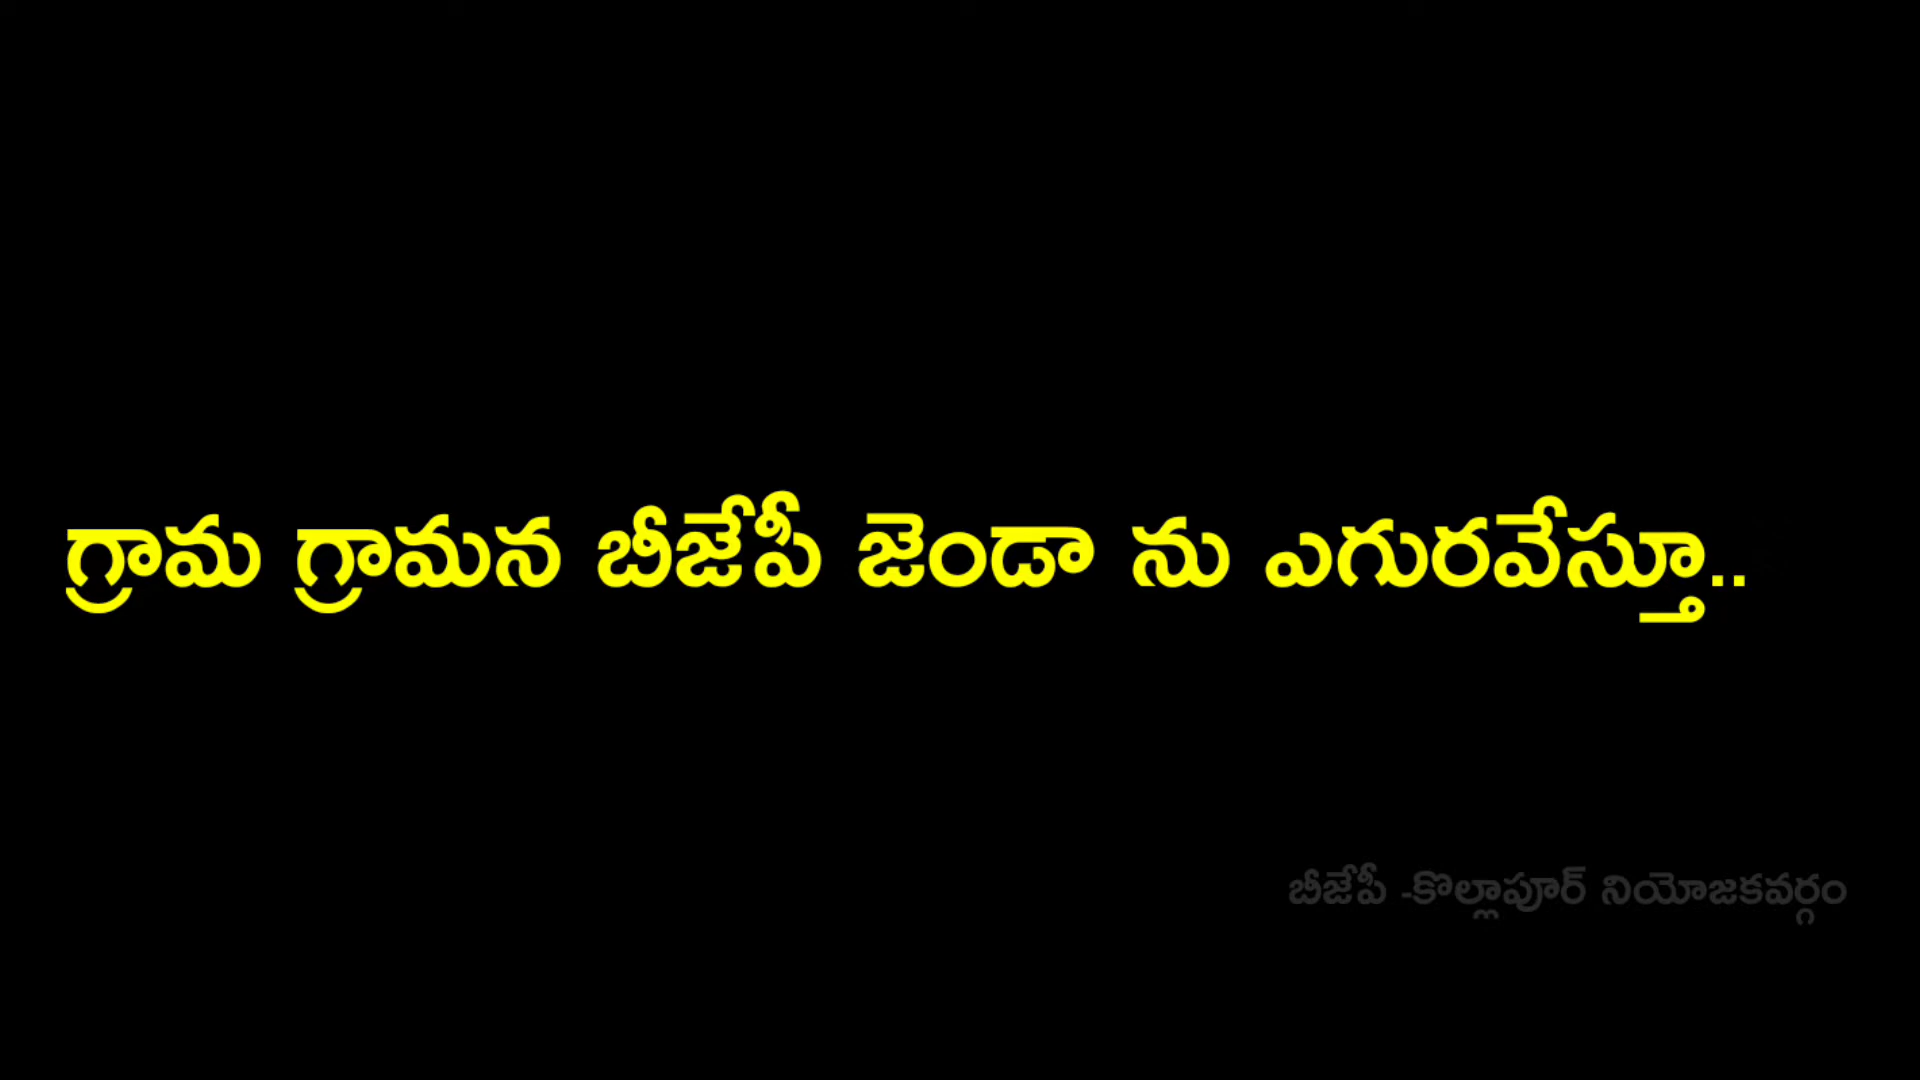 గ్రామ గ్రామన బీజేపీ జెండా ను ఎగురవేస్తూ..
బీజేపీ -కొల్లాపూర్ నియోజకవర్గం